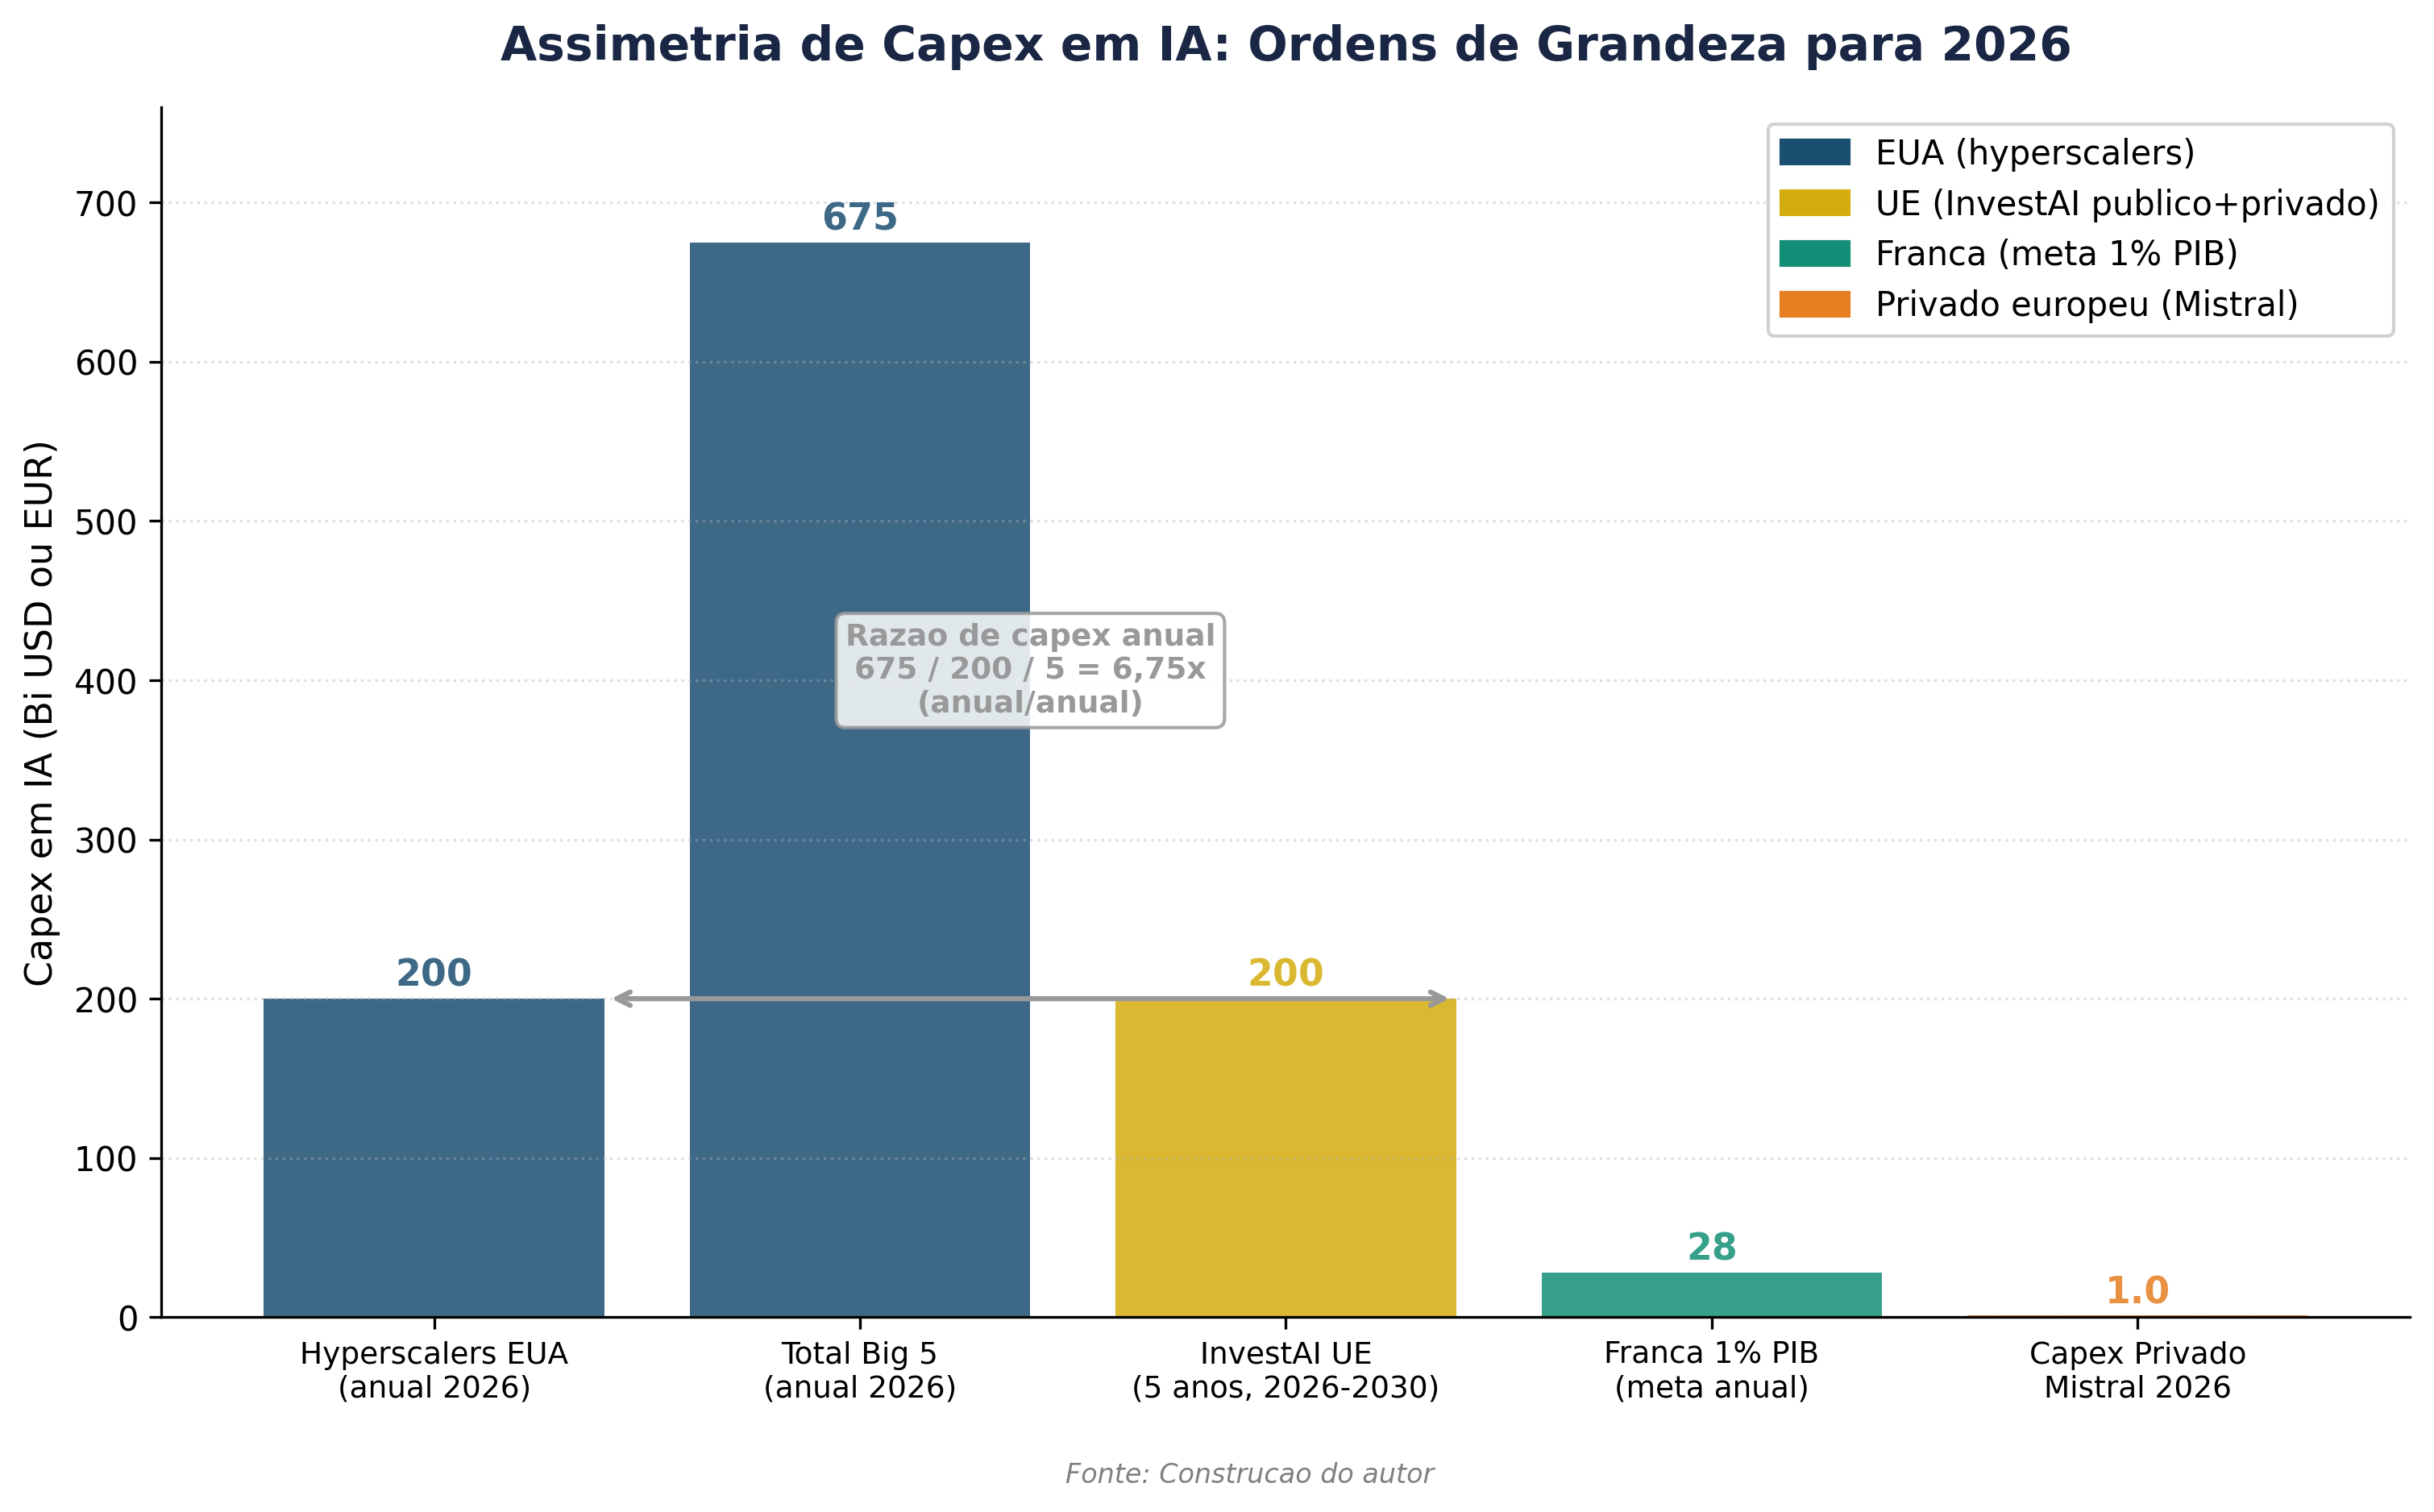 Assimetria de Capex em IA: Ordens de Grandeza para 2026
EUA (hyperscalers)
UE (InvestAI publico+privado)
Franca (meta 1% PIB)
Privado europeu (Mistral)
Capex em IA (Bi USD ou EUR)
700
600
500
400
300
200
100
0
200
675
200
28
1.0
Razao de capex anual
675 / 200 / 5 = 6,75x
(anual/anual)
Hyperscalers EUA
(anual 2026)
Total Big 5
(anual 2026)
InvestAI UE
(5 anos, 2026-2030)
Franca 1% PIB
(meta anual)
Capex Privado
Mistral 2026
Fonte: Construcao do autor